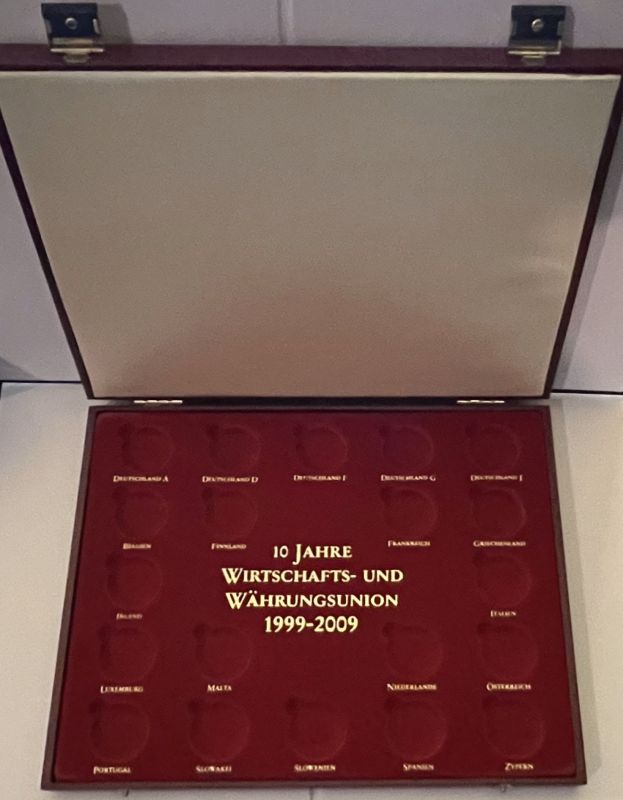 DEUTSCHLAND A DEUTSCHLAND D DEUTSCHLAND F DEUTSCHLAND G DEUTSCHLAND J
BELGIEN FINNLAND FRANKREICH GRIECHENLAND
10 JAHRE
WIRTSCHAFTS- UND
WÄHRUNGSUNION
1999-2009
IRLAND ITALIEN
LUXEMBURG MALTA NIEDERLANDE ÖSTERREICH
PORTUGAL SLOWAKEI SLOWENIEN SPANIEN ZYPERN